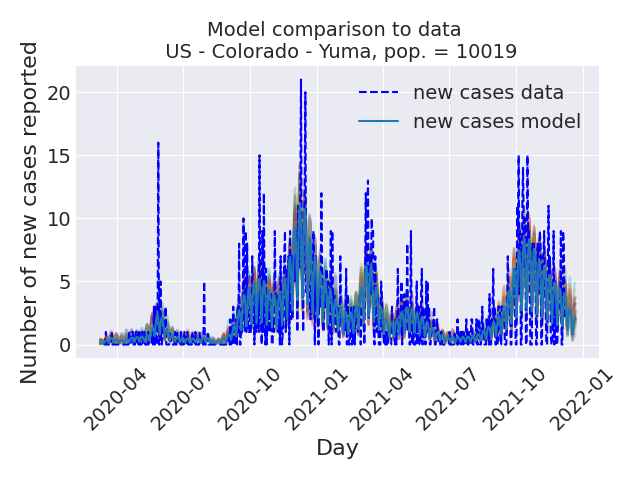 Model comparison to data
US - Colorado - Yuma, pop. = 10019
Number of new cases reported
20
15
10
5
0
new cases data
new cases model
2020-04
2020-07
2020-10
2021-01
2021-04
2021-07
2021-10
2022-01
Day